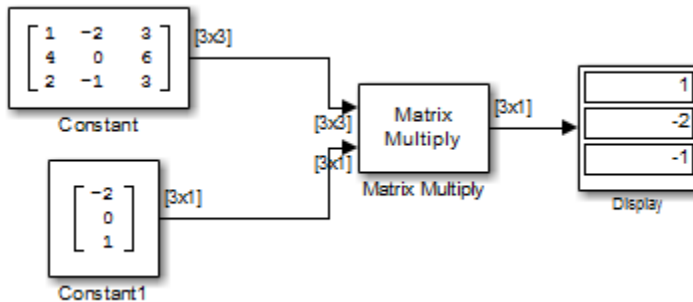 1 -2 3
4 0 6
2 -1 3
[3x3]
Constant
[3x3]
[3x1]
Matrix
Multiply
Matrix Multiply
[3x1]
1
-2
-1
Display
-2
0
1
[3x1]
Constant1